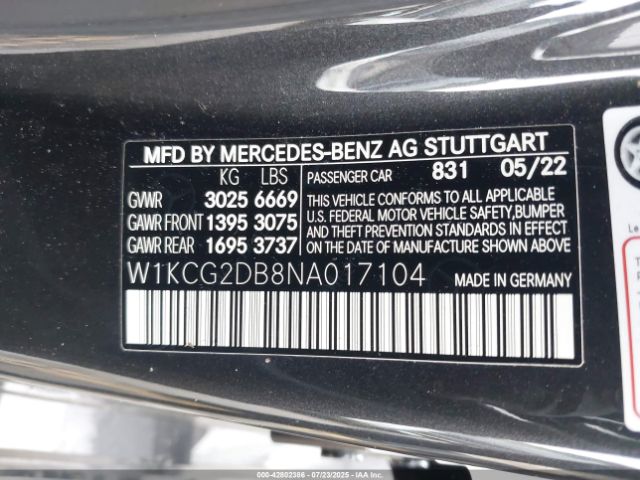 MFD BY MERCEDES-BENZ AG STUTTGART
KG LBS
GVWR 3025 6669
GAWR FRONT 1395 3075
GAWR REAR 1695 3737
PASSENGER CAR 831 05/22
THIS VEHICLE CONFORMS TO ALL APPLICABLE
U.S. FEDERAL MOTOR VEHICLE SAFETY,BUMPER
AND THEFT PREVENTION STANDARDS IN EFFECT
ON THE DATE OF MANUFACTURE SHOWN ABOVE.
W1KCG2DB8NA017104
MADE IN GERMANY
Le
000-42802386 - 07/23/2025 - IAAI.COM